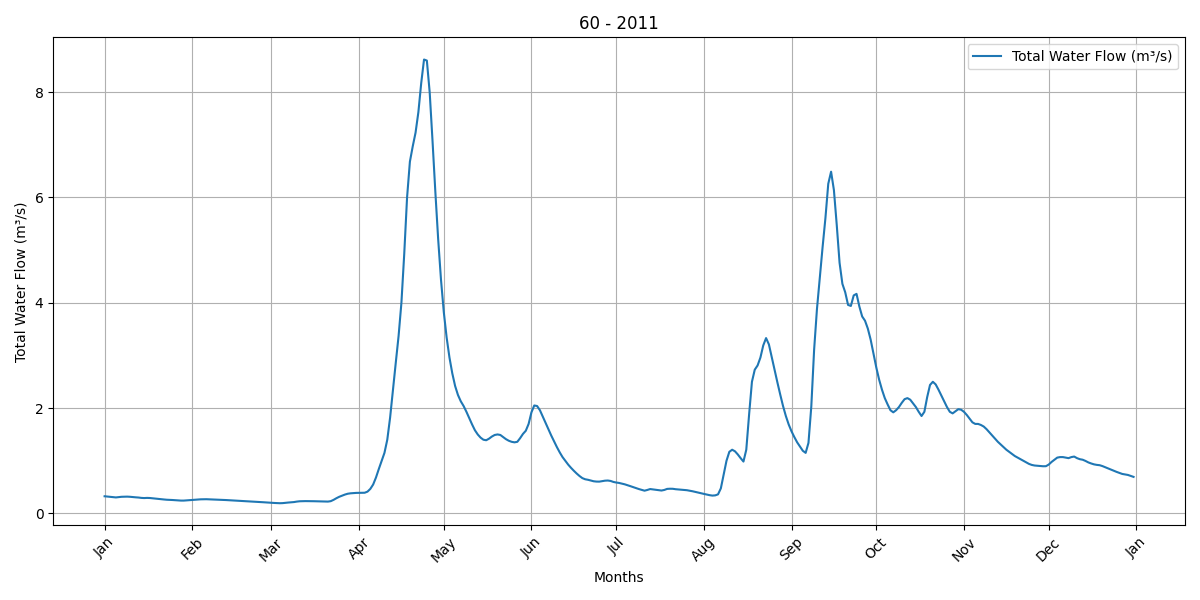 60 - 2011
Total Water Flow (m³/s)
Total Water Flow (m³/s)
8
6
4
2
0
Jan
Feb
Mar
Apr
May
Jun
Jul
Aug
Sep
Oct
Nov
Dec
Jan
Months